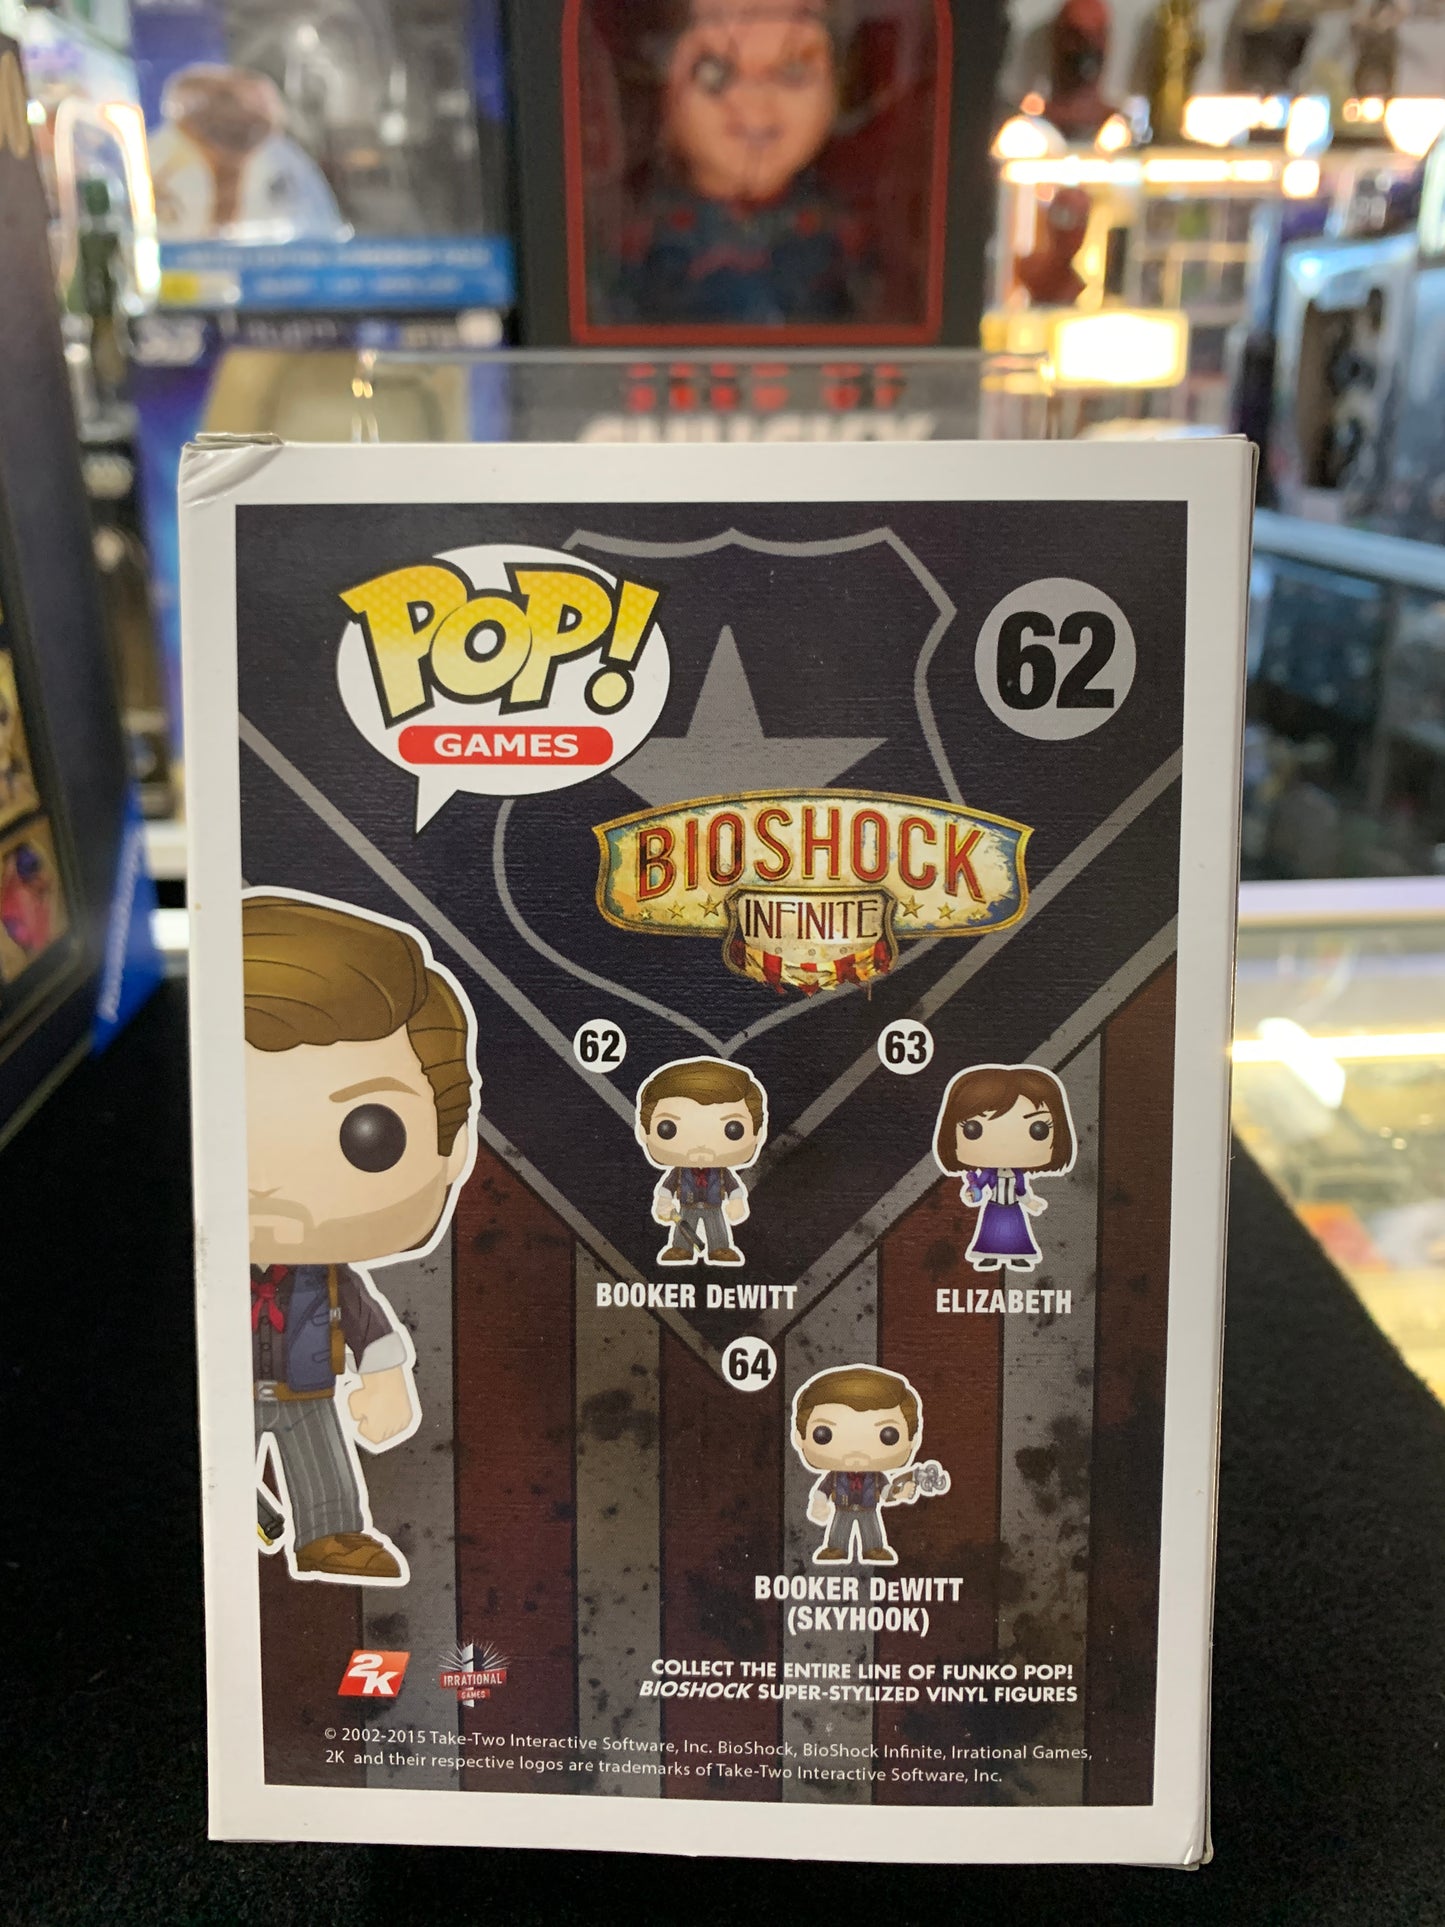 POP!
GAMES
62
BIOSHOCK
INFINITE
62
63
BOOKER DEWITT
ELIZABETH
64
BOOKER DEWITT
(SKYHOOK)
2K
IRRATIONAL
GAMES
COLLECT THE ENTIRE LINE OF FUNKO POP!
BIOSHOCK SUPER-STYLIZED VINYL FIGURES
© 2002-2015 Take-Two Interactive Software, Inc. BioShock, BioShock Infinite, Irrational Games,
2K and their respective logos are trademarks of Take-Two Interactive Software, Inc.